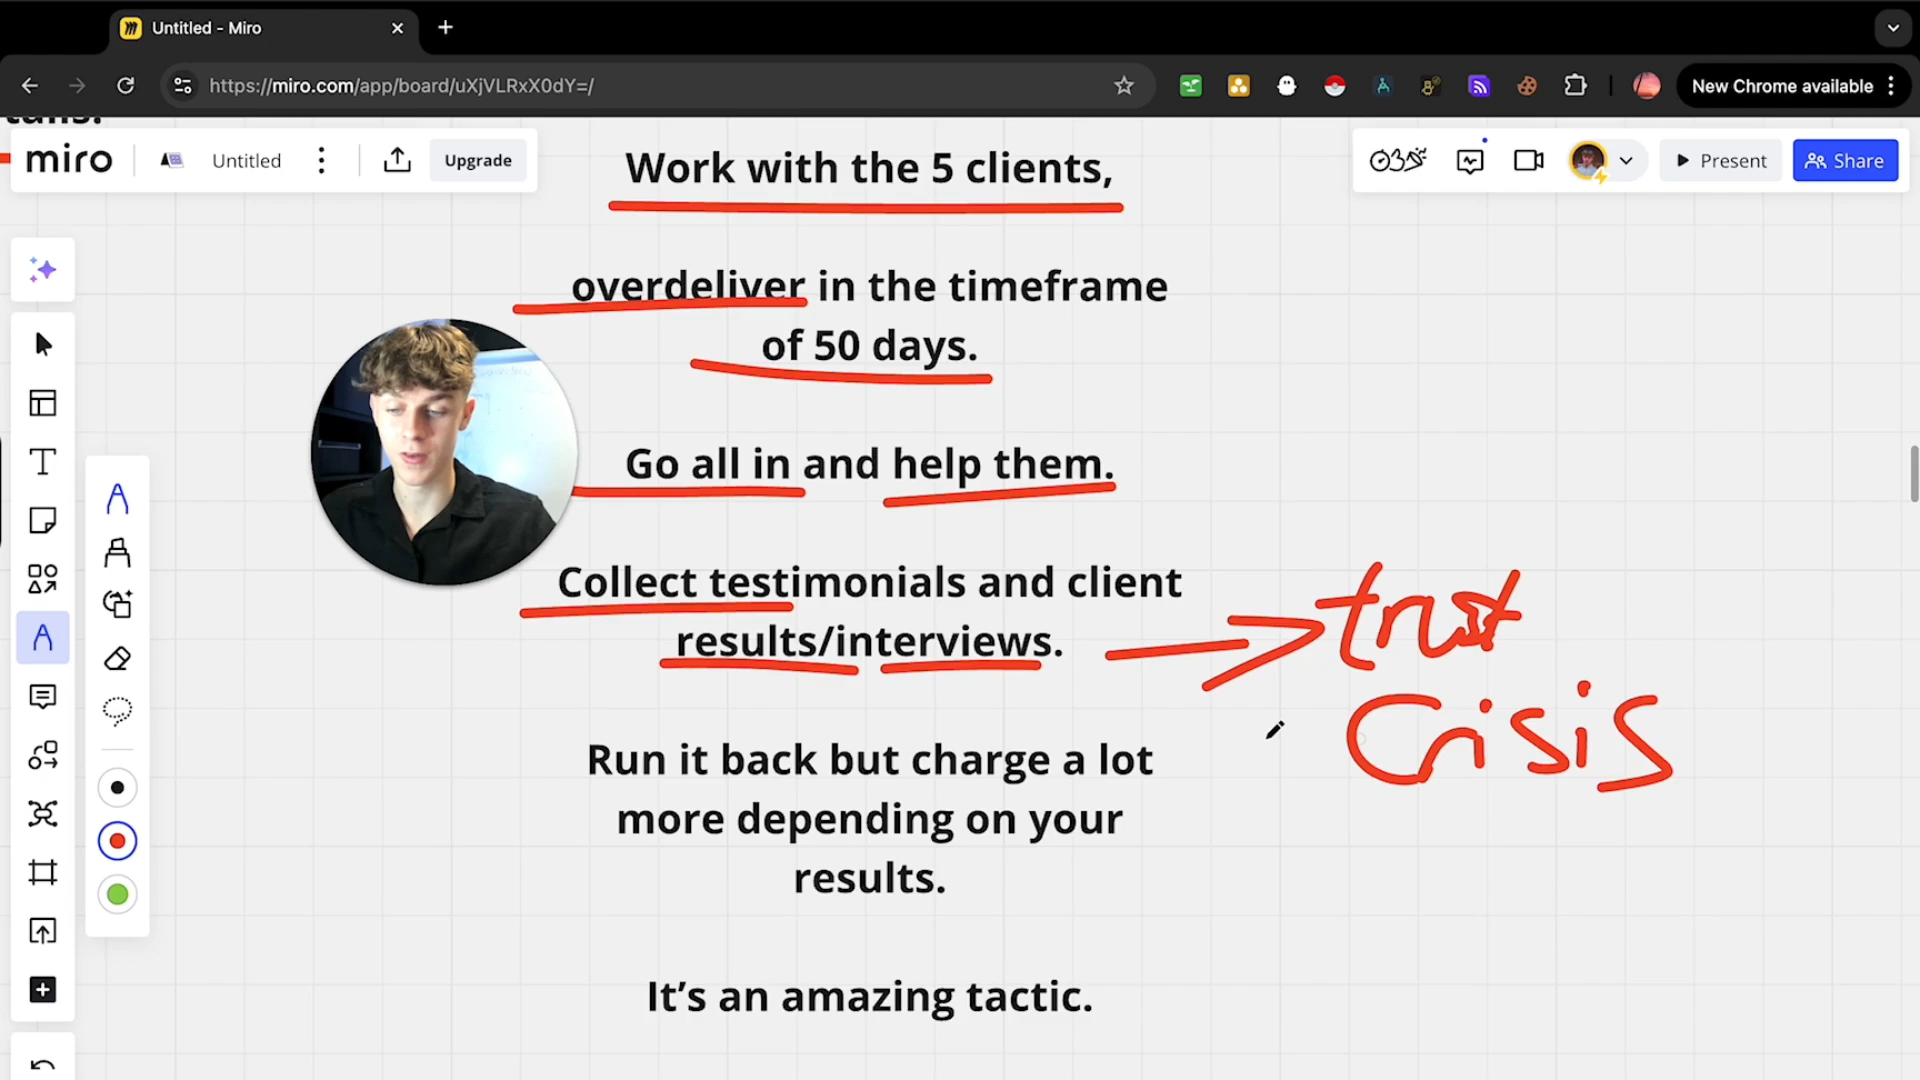 Untitled - Miro
https://miro.com/app/board/uXjVLRxX0dY=/
New Chrome available
miro
Untitled
Upgrade
Present
Share
Work with the 5 clients,
overdeliver in the timeframe
of 50 days.
Go all in and help them.
Collect testimonials and client
results/interviews.
trust
Crisis
Run it back but charge a lot
more depending on your
results.
It's an amazing tactic.